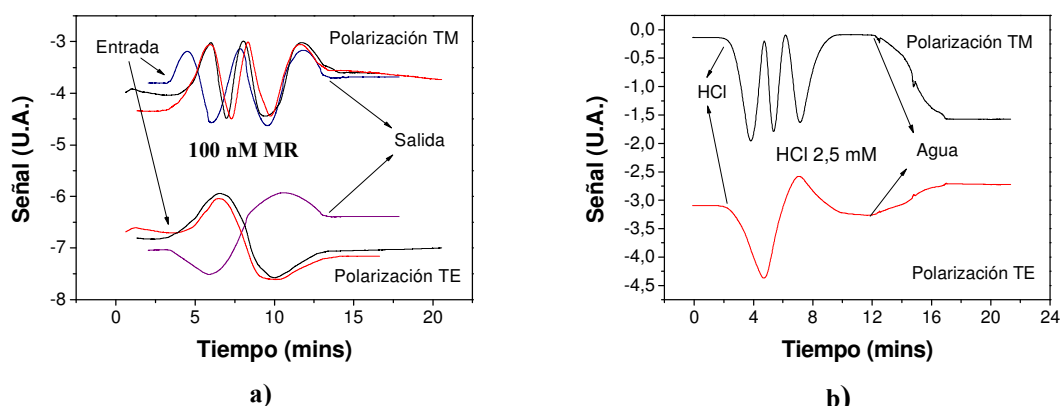 -3
-4
-5
-6
-7
-8
Señal (U.A.)
Entrada
Polarización TM
100 nM MR
Salida
Polarización TE
0
5
10
15
20
Tiempo (mins)
a)
0,0
-0,5
-1,0
-1,5
-2,0
-2,5
-3,0
-3,5
-4,0
-4,5
Señal (U.A.)
Polarización TM
HCl
HCl 2,5 mM
Agua
Polarización TE
0
4
8
12
16
20
24
Tiempo (mins)
b)